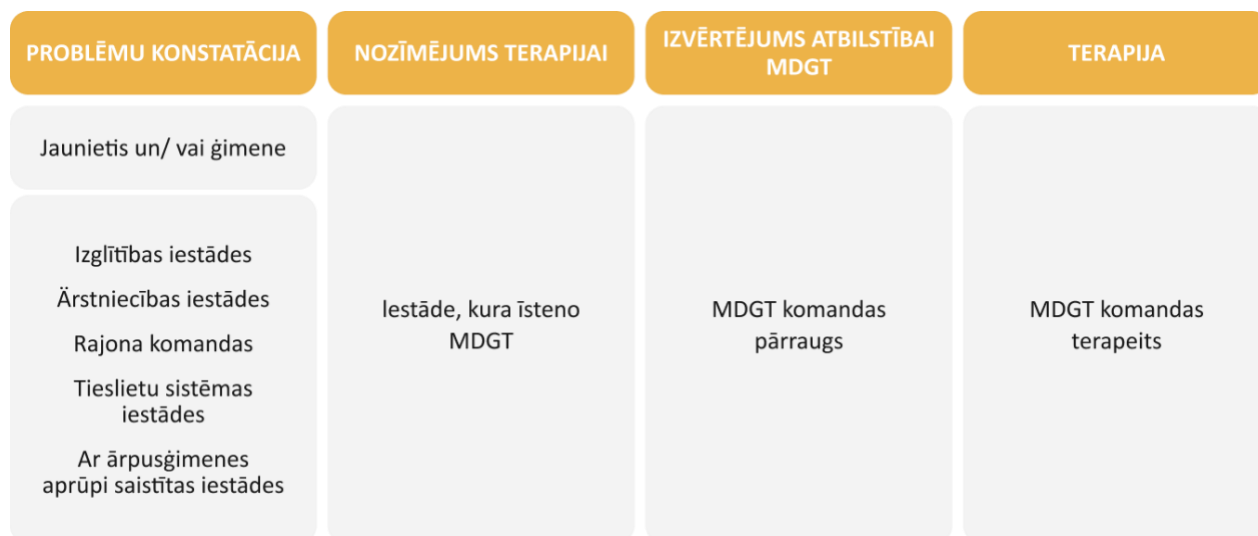 PROBLĒMU KONSTATĀCIJA
NOZĪMĒJUMS TERAPIJAI
IZVĒRTĒJUMS ATBILSTĪBAI
MDGT
TERAPIJA
Jaunietis un/ vai ģimene
Izglītības iestādes
Ārstniecības iestādes
Rajona komandas
Tieslietu sistēmas
iestādes
Ar ārpusģimenes
aprūpi saistītas iestādes
Iestāde, kura īsteno
MDGT
MDGT komandas
pārraugs
MDGT komandas
terapeits